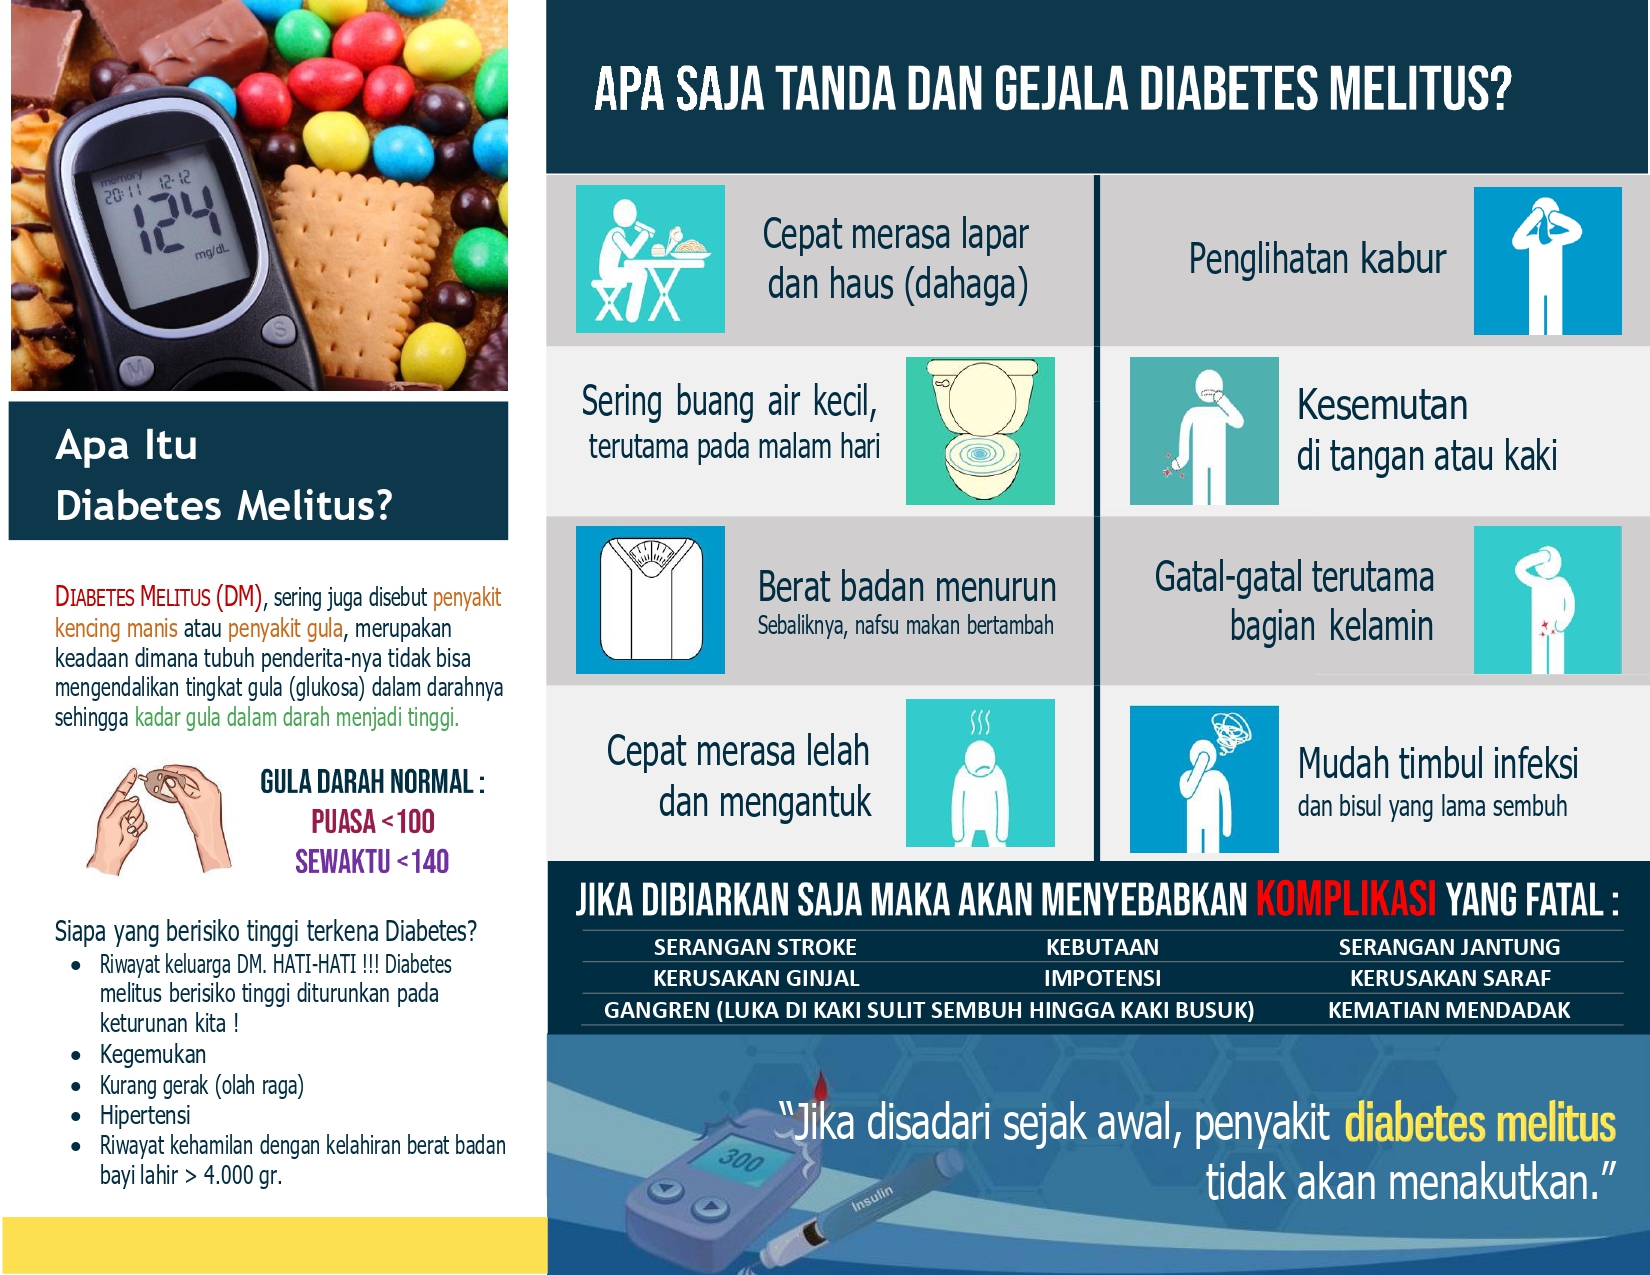 memory
20:11 12-12
124
mg/dL
S
M
Apa Itu
Diabetes Melitus?
DIABETES MELITUS (DM), sering juga disebut penyakit
kencing manis atau penyakit gula, merupakan
keadaan dimana tubuh penderita-nya tidak bisa
mengendalikan tingkat gula (glukosa) dalam darahnya
sehingga kadar gula dalam darah menjadi tinggi.
GULA DARAH NORMAL :
PUASA <100
SEWAKTU <140
Siapa yang berisiko tinggi terkena Diabetes?
• Riwayat keluarga DM. HATI-HATI !!! Diabetes
melitus berisiko tinggi diturunkan pada
keturunan kita !
• Kegemukan
• Kurang gerak (olah raga)
• Hipertensi
• Riwayat kehamilan dengan kelahiran berat badan
bayi lahir > 4.000 gr.
APA SAJA TANDA DAN GEJALA DIABETES MELITUS?
Cepat merasa lapar
dan haus (dahaga)
Penglihatan kabur
Sering buang air kecil,
terutama pada malam hari
Kesemutan
di tangan atau kaki
Berat badan menurun
Sebaliknya, nafsu makan bertambah
Gatal-gatal terutama
bagian kelamin
Cepat merasa lelah
dan mengantuk
Mudah timbul infeksi
dan bisul yang lama sembuh
JIKA DIBIARKAN SAJA MAKA AKAN MENYEBABKAN KOMPLIKASI YANG FATAL :
SERANGAN STROKE KEBUTAAN SERANGAN JANTUNG
KERUSAKAN GINJAL IMPOTENSI KERUSAKAN SARAF
GANGREN (LUKA DI KAKI SULIT SEMBUH HINGGA KAKI BUSUK) KEMATIAN MENDADAK
“Jika disadari sejak awal, penyakit diabetes melitus
tidak akan menakutkan.”
300
Insulin